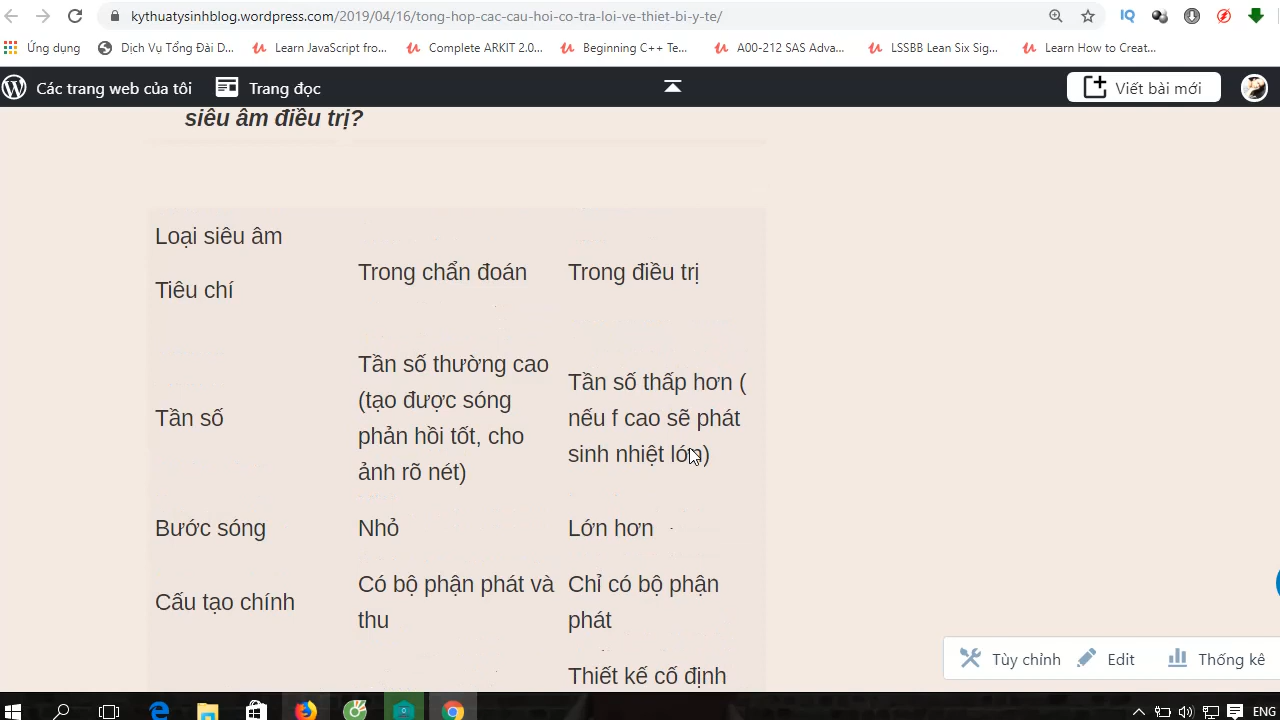 kythuatysinhblog.wordpress.com/2019/04/16/tong-hop-cac-cau-hoi-co-tra-loi-ve-thiet-bi-y-te/
IQ
Ứng dụng
Dịch Vụ Tổng Đài D...
Learn JavaScript fro...
Complete ARKIT 2.0...
Beginning C++ Te...
A00-212 SAS Adva...
LSSBB Lean Six Sig...
Learn How to Creat...
Các trang web của tôi
Trang đọc
Viết bài mới
siêu âm điều trị?
Loại siêu âm
Tiêu chí
Trong chẩn đoán
Trong điều trị
Tần số
Tần số thường cao
(tạo được sóng
phản hồi tốt, cho
ảnh rõ nét)
Tần số thấp hơn (
nếu f cao sẽ phát
sinh nhiệt lớn)
Bước sóng
Nhỏ
Lớn hơn
Cấu tạo chính
Có bộ phận phát và
thu
Chỉ có bộ phận
phát
Thiết kế cố định
Tùy chỉnh
Edit
Thống kê
ENG